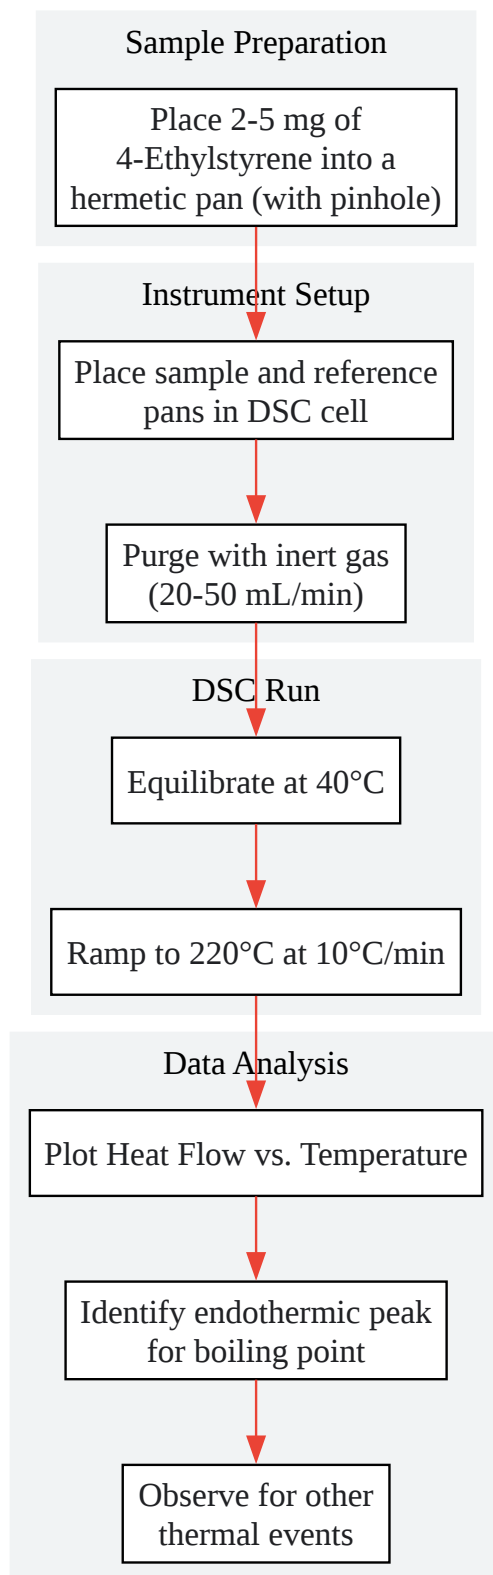 Sample Preparation
Place 2-5 mg of
4-Ethylstyrene into a
hermetic pan (with pinhole)
Instrument Setup
Place sample and reference
pans in DSC cell
Purge with inert gas
(20-50 mL/min)
DSC Run
Equilibrate at 40°C
Ramp to 220°C at 10°C/min
Data Analysis
Plot Heat Flow vs. Temperature
Identify endothermic peak
for boiling point
Observe for other
thermal events